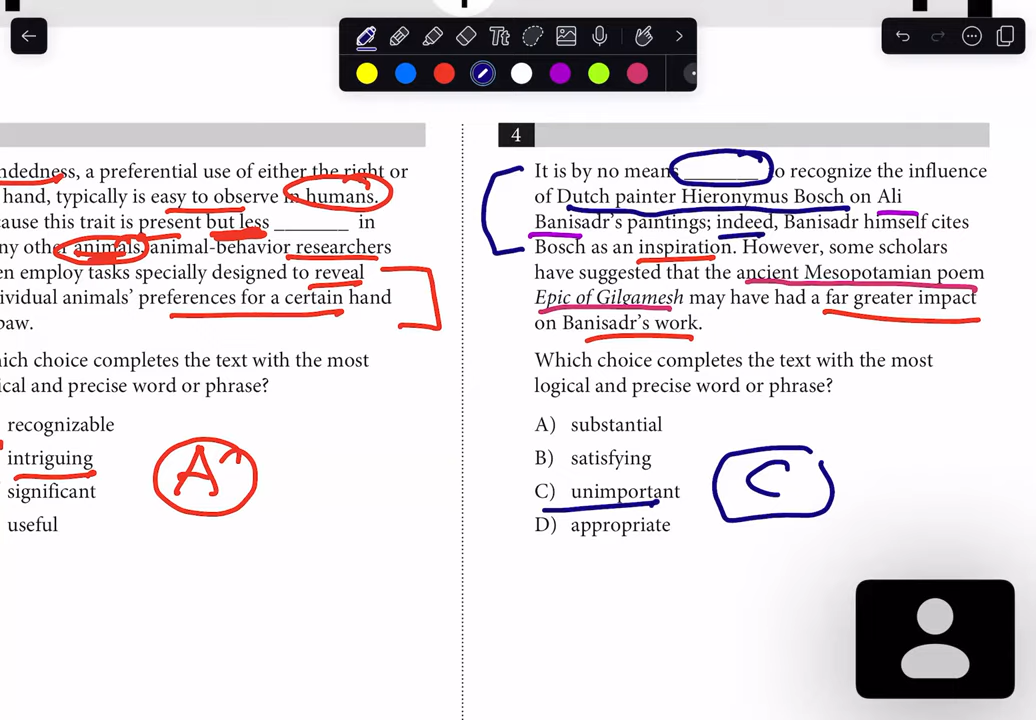 Tt
4
ndedness, a preferential use of either the right or
hand, typically is easy to observe in humans.
cause this trait is present but less ________ in
ny other animals, animal-behavior researchers
en employ tasks specially designed to reveal
ividual animals' preferences for a certain hand
paw.
hich choice completes the text with the most
ical and precise word or phrase?
recognizable
intriguing
significant
useful
A
It is by no means ________ to recognize the influence
of Dutch painter Hieronymus Bosch on Ali
Banisadr's paintings; indeed, Banisadr himself cites
Bosch as an inspiration. However, some scholars
have suggested that the ancient Mesopotamian poem
Epic of Gilgamesh may have had a far greater impact
on Banisadr's work.
Which choice completes the text with the most
logical and precise word or phrase?
A) substantial
B) satisfying
C) unimportant
D) appropriate
C